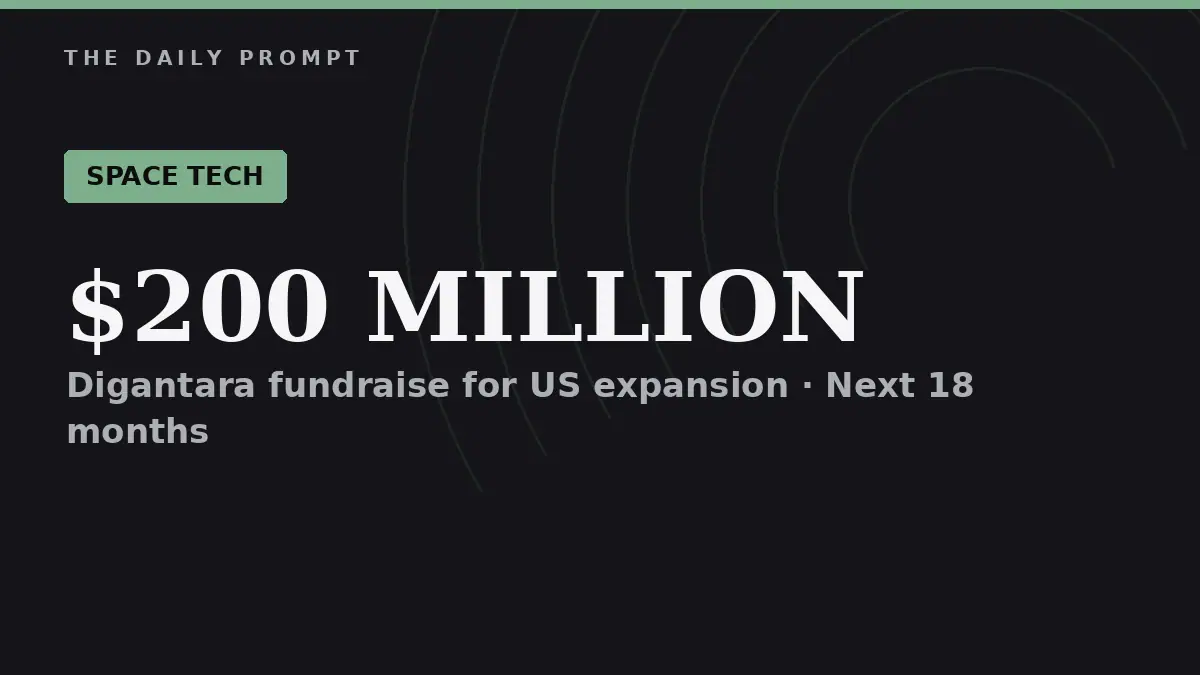 THE DAILY PROMPT
SPACE TECH
$200 MILLION
Digantara fundraise for US expansion · Next 18
months